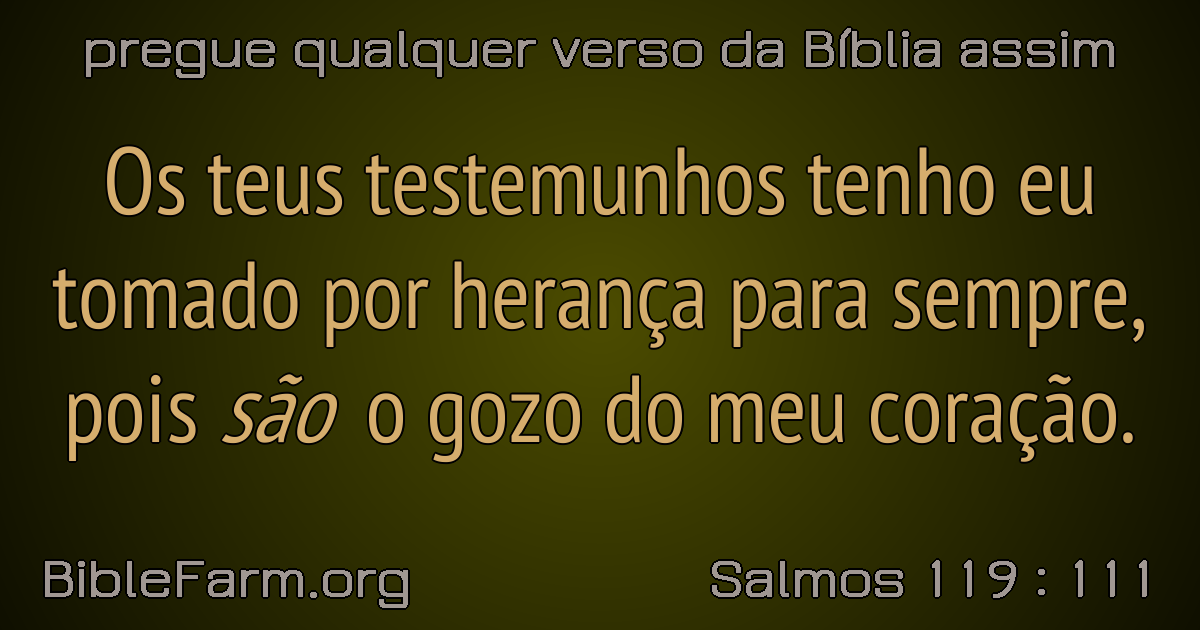 pregue qualquer verso da Bíblia assim
Os teus testemunhos tenho eu
tomado por herança para sempre,
pois são o gozo do meu coração.
BibleFarm.org
Salmos 119 : 111